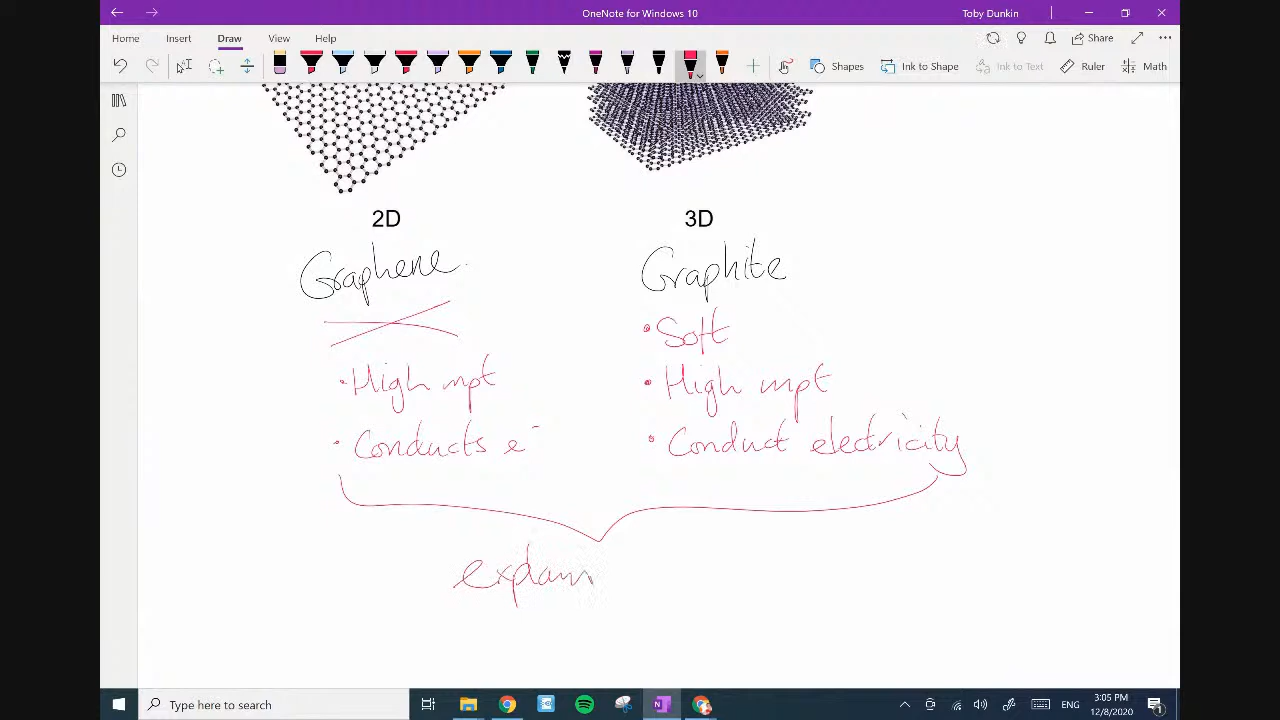 OneNote for Windows 10
Toby Dunkin
Home Insert Draw View Help
Share
Shapes Ink to Shape Ink to Text Ruler Math
2D 3D
Graphene Graphite
• Soft
• High mpt • High mpt
• Conducts e⁻ • Conduct electricity
explain
Type here to search
ENG
3:05 PM
12/8/2020